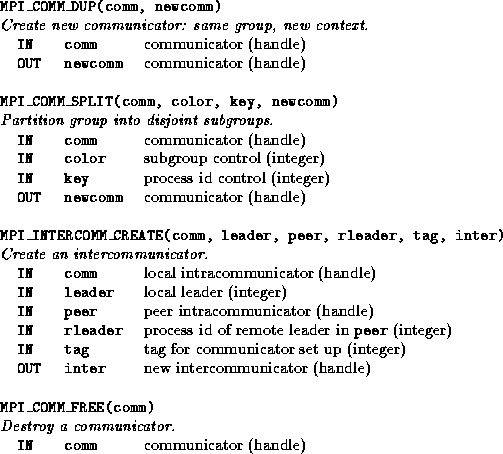 MPI_COMM_DUP(comm, newcomm)
Create new communicator: same group, new context.
IN comm communicator (handle)
OUT newcomm communicator (handle)
MPI_COMM_SPLIT(comm, color, key, newcomm)
Partition group into disjoint subgroups.
IN comm communicator (handle)
IN color subgroup control (integer)
IN key process id control (integer)
OUT newcomm communicator (handle)
MPI_INTERCOMM_CREATE(comm, leader, peer, rleader, tag, inter)
Create an intercommunicator.
IN comm local intracommunicator (handle)
IN leader local leader (integer)
IN peer peer intracommunicator (handle)
IN rleader process id of remote leader in peer (integer)
IN tag tag for communicator set up (integer)
OUT inter new intercommunicator (handle)
MPI_COMM_FREE(comm)
Destroy a communicator.
IN comm communicator (handle)